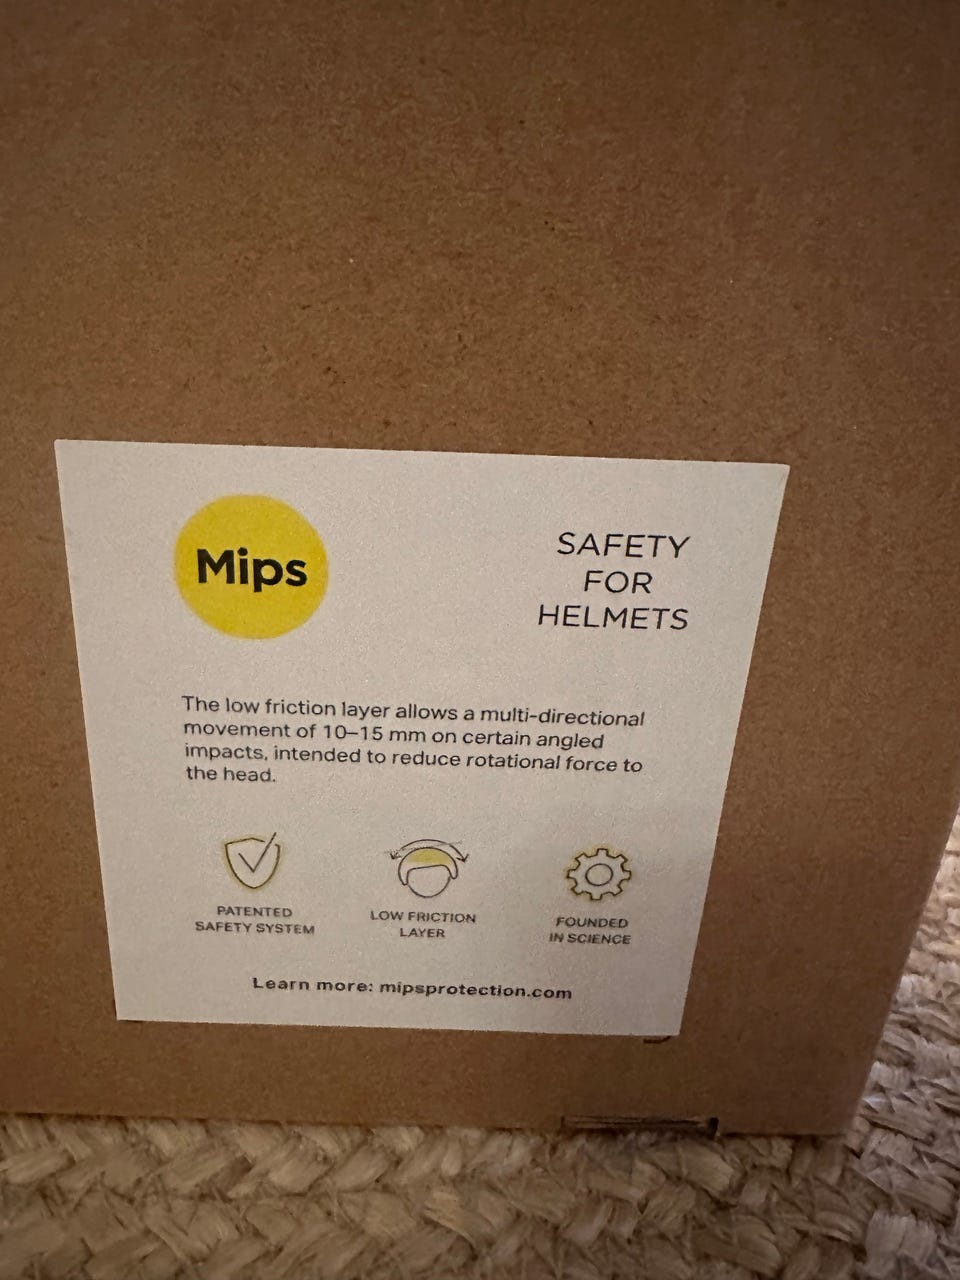 Mips
SAFETY
FOR
HELMETS
The low friction layer allows a multi-directional
movement of 10–15 mm on certain angled
impacts, intended to reduce rotational force to
the head.
PATENTED
SAFETY SYSTEM
LOW FRICTION
LAYER
FOUNDED
IN SCIENCE
Learn more: mipsprotection.com